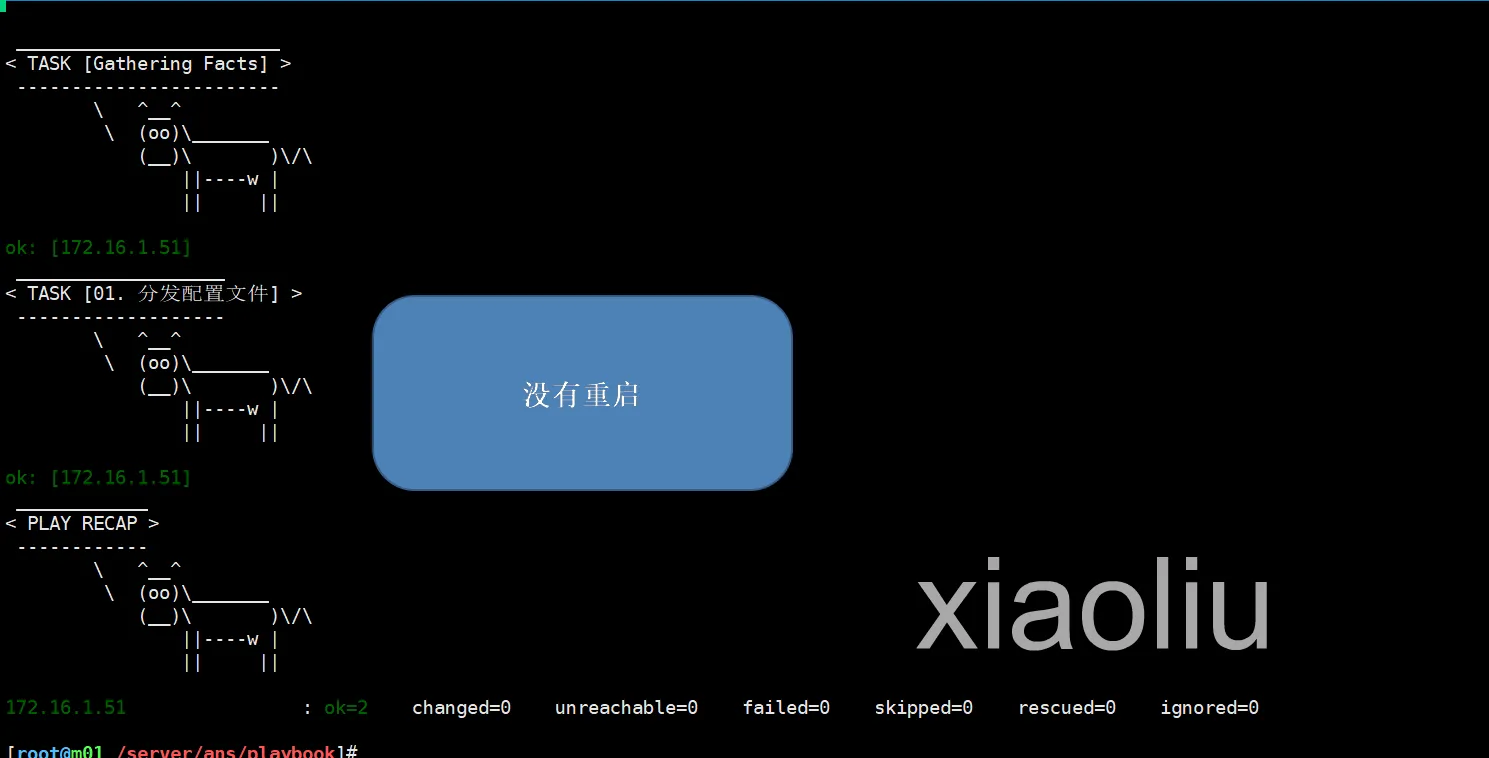 ________________________
< TASK [Gathering Facts] >
 ------------------------
        \   ^__^
         \  (oo)\_______
            (__)\       )\/\
                ||----w |
                ||     ||
ok: [172.16.1.51]
 ___________________
< TASK [01. 分发配置文件] >
 -------------------
        \   ^__^
         \  (oo)\_______
            (__)\       )\/\
                ||----w |
                ||     ||
没有重启
ok: [172.16.1.51]
 ____________
< PLAY RECAP >
 ------------
        \   ^__^
         \  (oo)\_______
            (__)\       )\/\
                ||----w |
                ||     ||
xiaoliu
172.16.1.51                : ok=2    changed=0    unreachable=0    failed=0    skipped=0    rescued=0    ignored=0
[root@m01 /server/ans/playbook]#